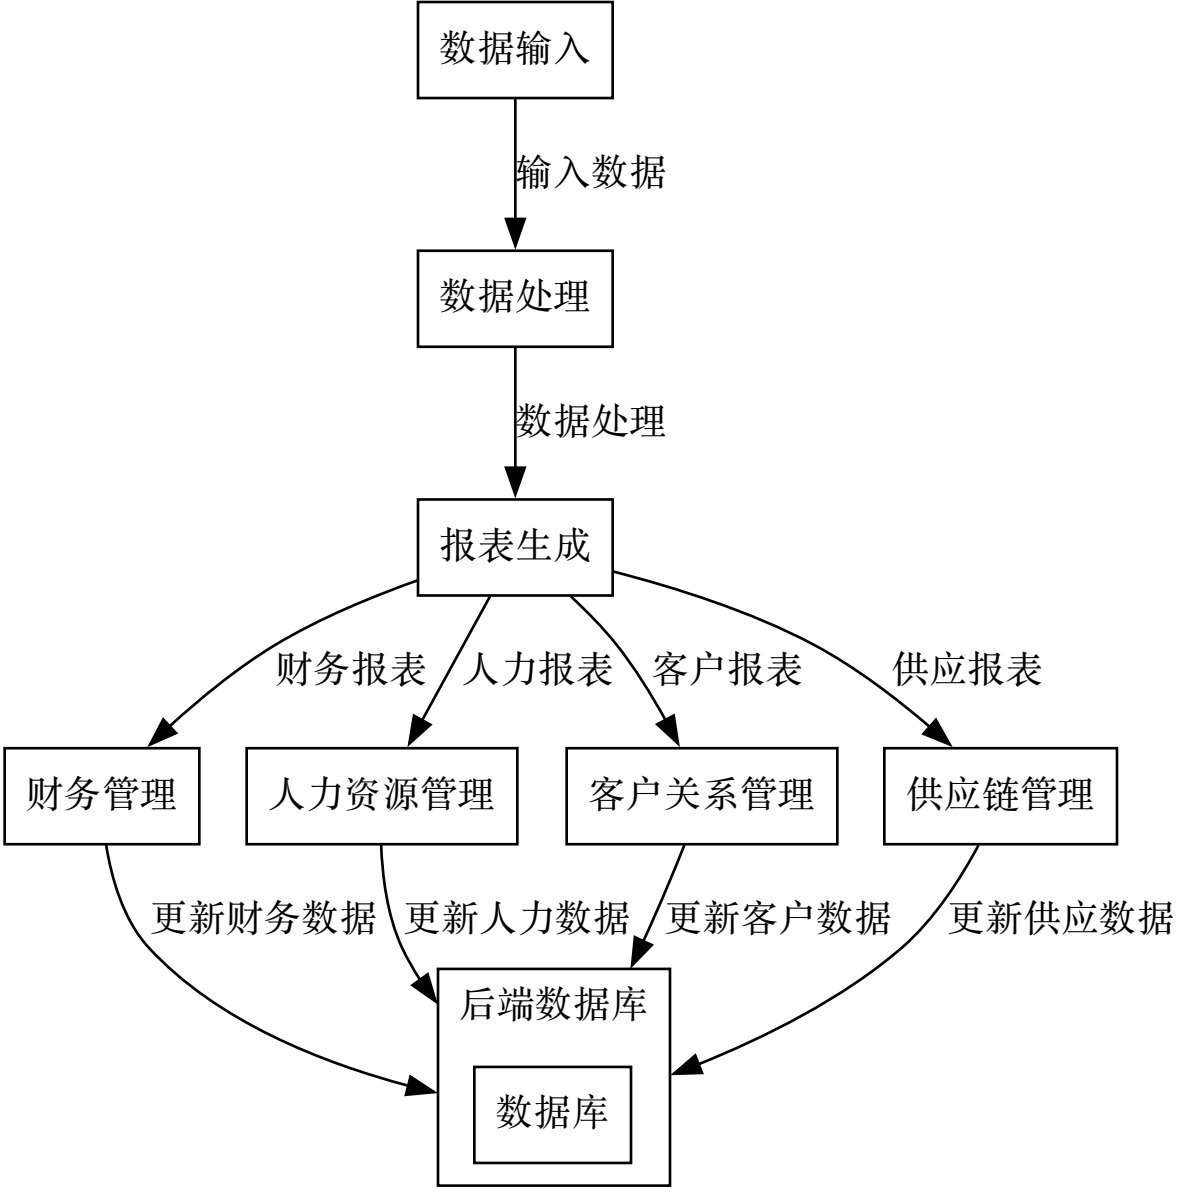 数据输入
输入数据
数据处理
数据处理
报表生成
财务报表
人力报表
客户报表
供应报表
财务管理
人力资源管理
客户关系管理
供应链管理
更新财务数据
更新人力数据
更新客户数据
更新供应数据
后端数据库
数据库